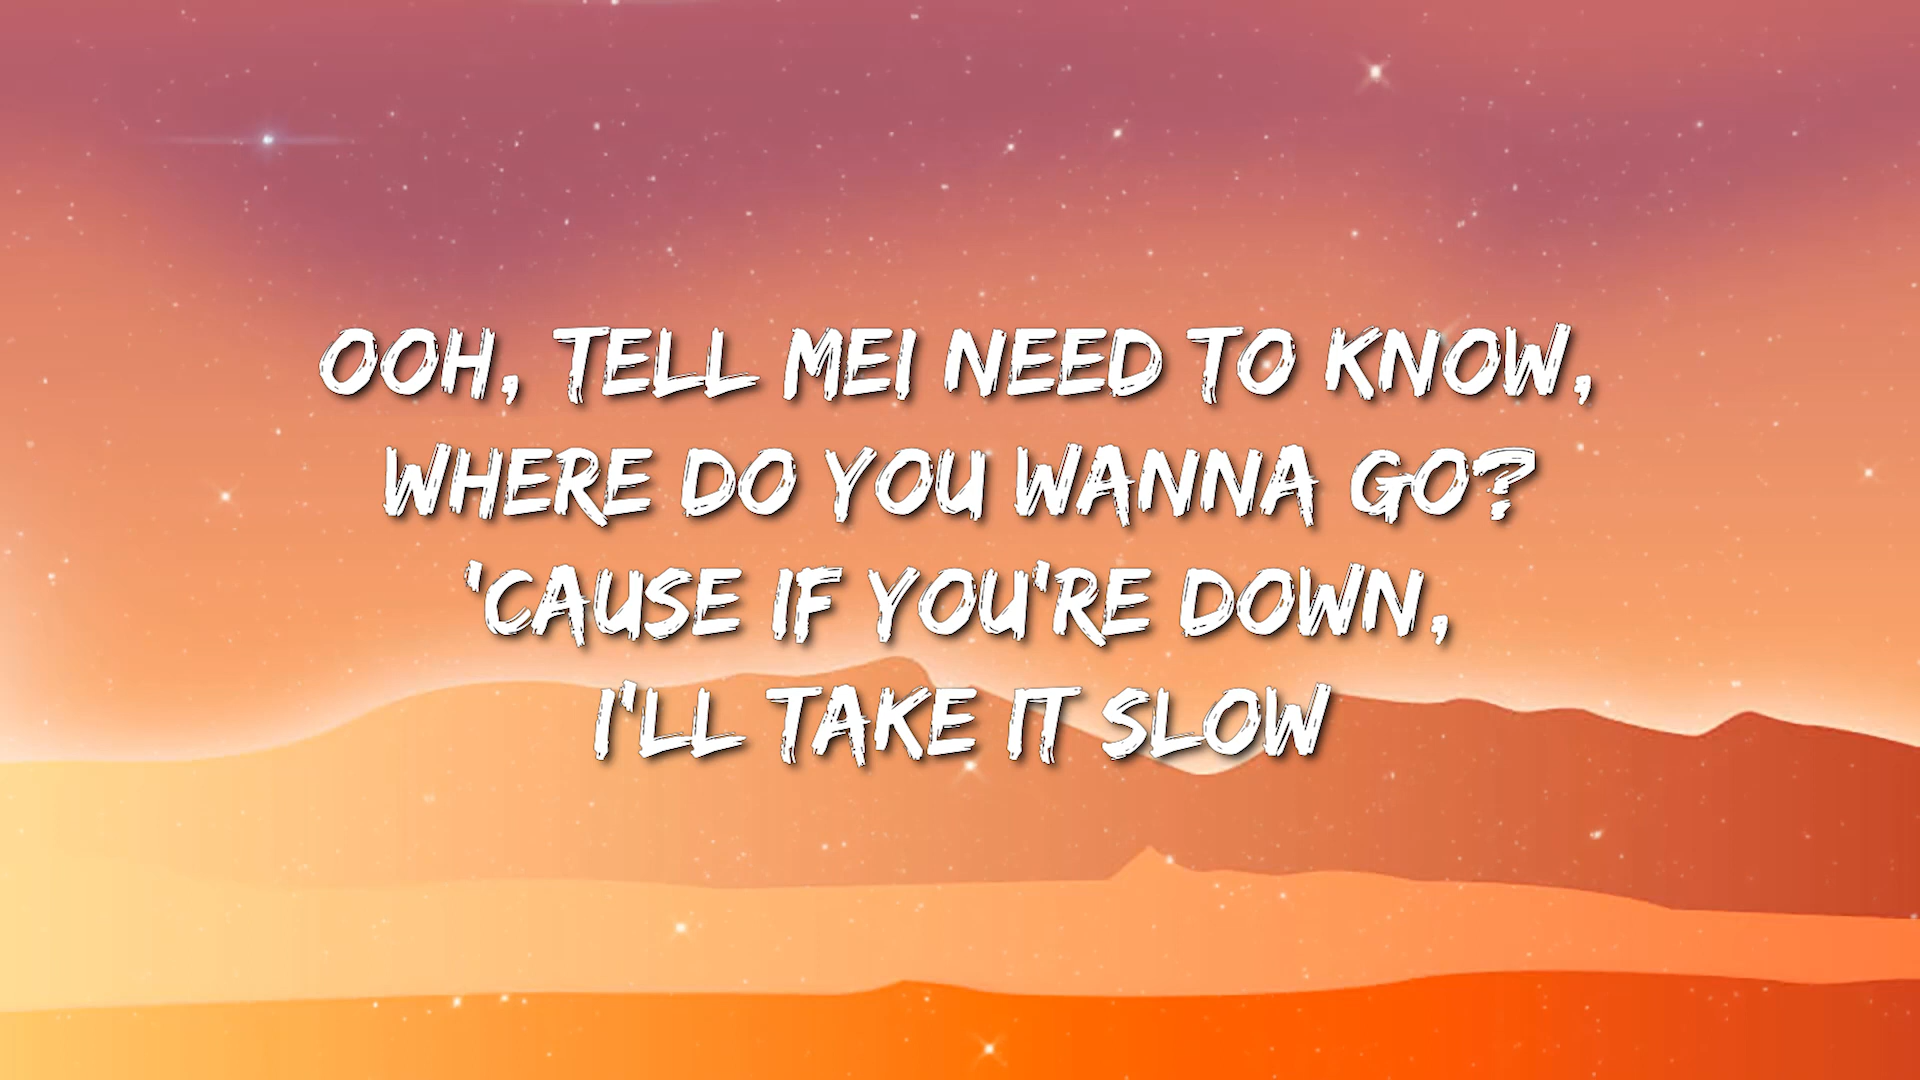 OOH, TELL MEI NEED TO KNOW,
WHERE DO YOU WANNA GO?
'CAUSE IF YOU'RE DOWN,
I'LL TAKE IT SLOW